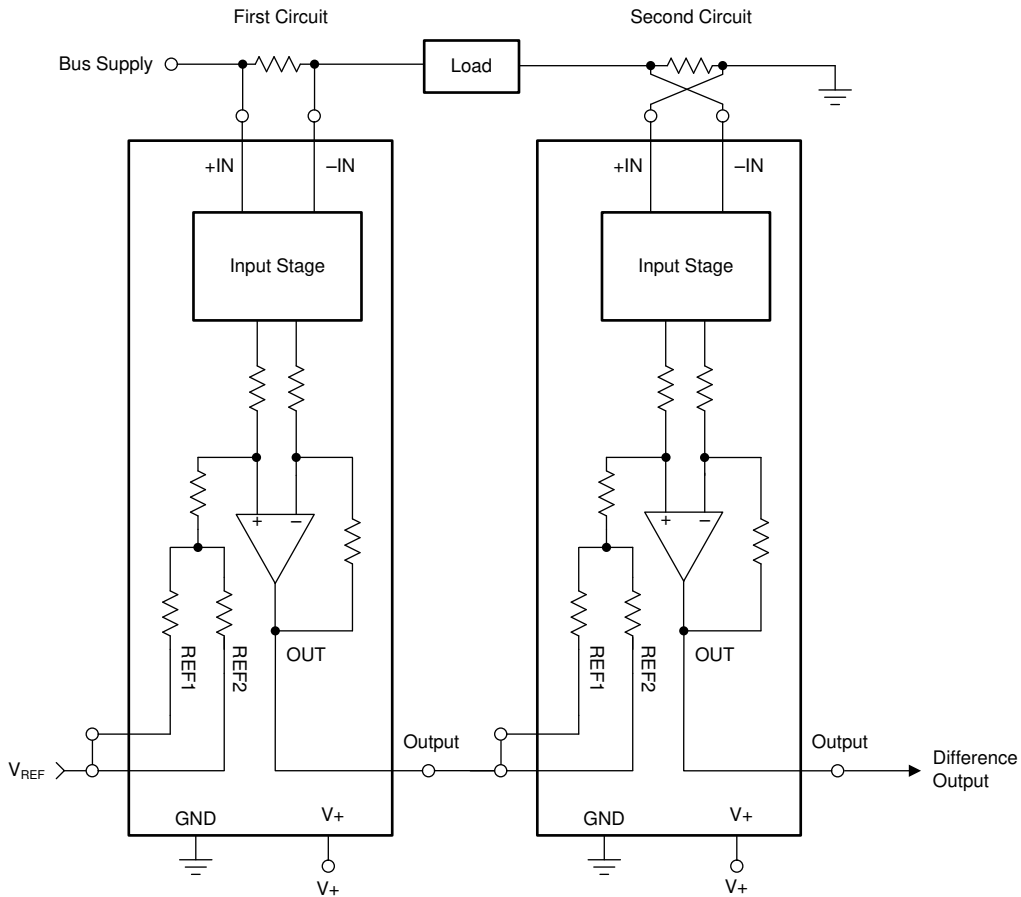 First Circuit
Second Circuit
Bus Supply
Load
+IN
–IN
+IN
–IN
Input Stage
Input Stage
+
–
+
–
REF1
REF2
OUT
REF1
REF2
OUT
Output
Output
VREF
Difference
Output
GND
V+
GND
V+
V+
V+